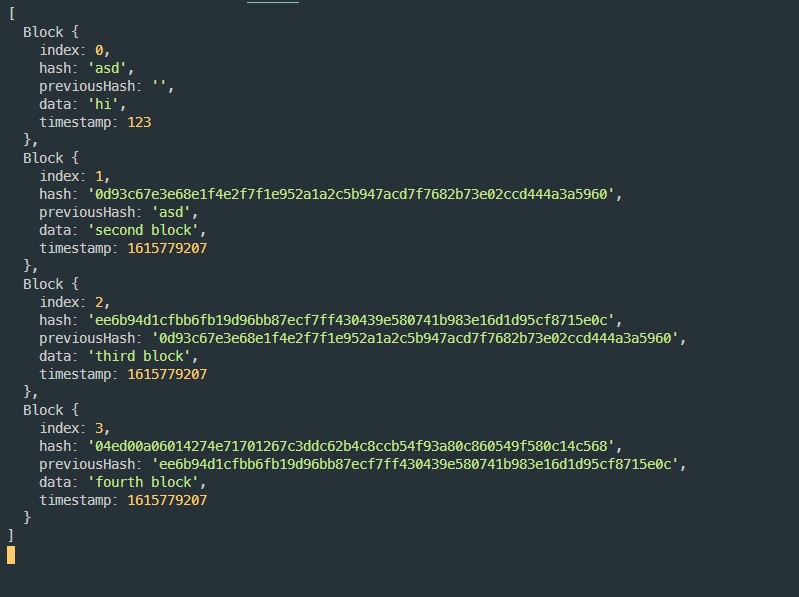 [
  Block {
    index: 0,
    hash: 'asd',
    previousHash: '',
    data: 'hi',
    timestamp: 123
  },
  Block {
    index: 1,
    hash: '0d93c67e3e68e1f4e2f7f1e952a1a2c5b947acd7f7682b73e02ccd444a3a5960',
    previousHash: 'asd',
    data: 'second block',
    timestamp: 1615779207
  },
  Block {
    index: 2,
    hash: 'ee6b94d1cfbb6fb19d96bb87ecf7ff430439e580741b983e16d1d95cf8715e0c',
    previousHash: '0d93c67e3e68e1f4e2f7f1e952a1a2c5b947acd7f7682b73e02ccd444a3a5960',
    data: 'third block',
    timestamp: 1615779207
  },
  Block {
    index: 3,
    hash: '04ed00a06014274e71701267c3ddc62b4c8ccb54f93a80c860549f580c14c568',
    previousHash: 'ee6b94d1cfbb6fb19d96bb87ecf7ff430439e580741b983e16d1d95cf8715e0c',
    data: 'fourth block',
    timestamp: 1615779207
  }
]